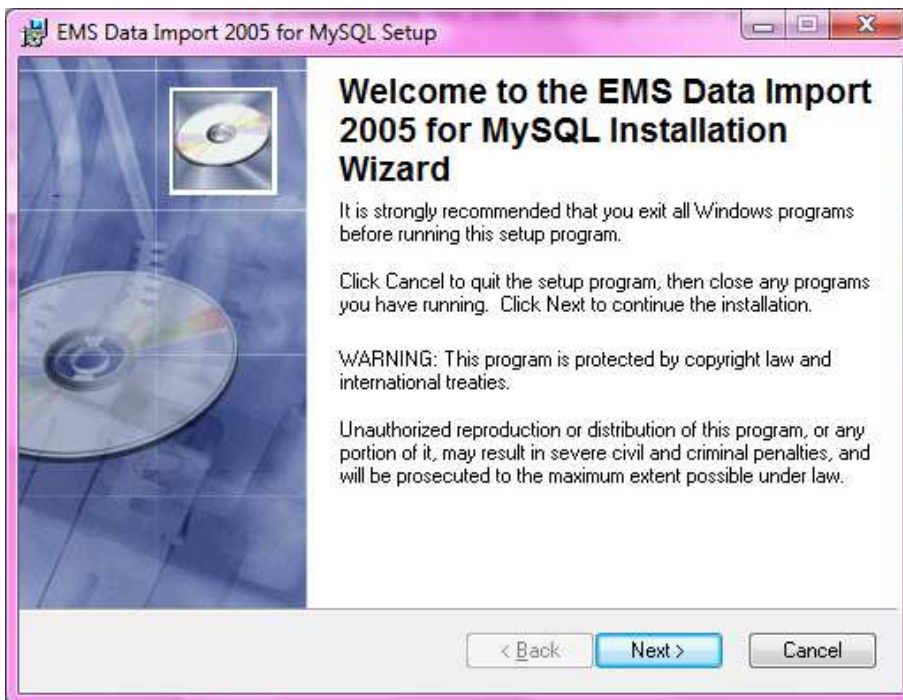 EMS Data Import 2005 for MySQL Setup
Welcome to the EMS Data Import
2005 for MySQL Installation
Wizard
It is strongly recommended that you exit all Windows programs
before running this setup program.
Click Cancel to quit the setup program, then close any programs
you have running.  Click Next to continue the installation.
WARNING: This program is protected by copyright law and
international treaties.
Unauthorized reproduction or distribution of this program, or any
portion of it, may result in severe civil and criminal penalties, and
will be prosecuted to the maximum extent possible under law.
< Back Next > Cancel